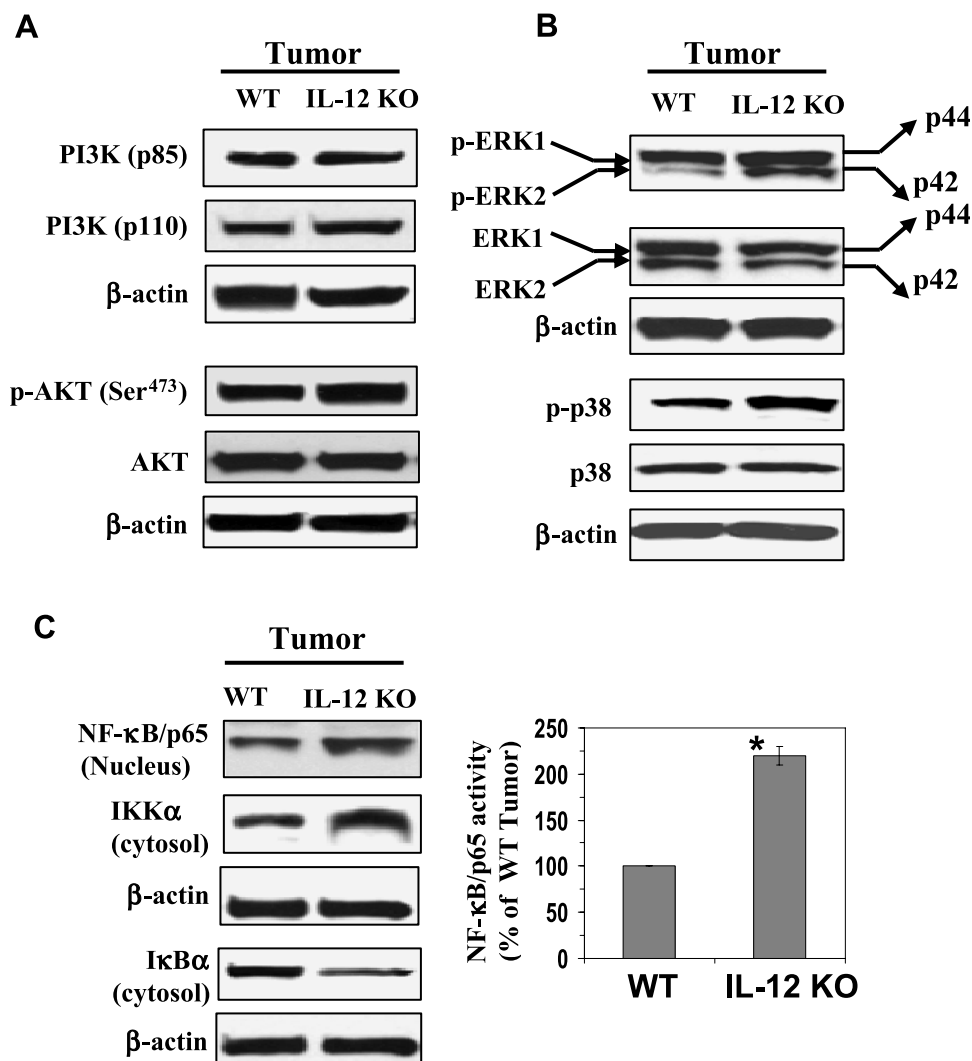 A
Tumor
WT IL-12 KO
PI3K (p85)
PI3K (p110)
β-actin
p-AKT (Ser473)
AKT
β-actin
B
Tumor
WT IL-12 KO
p-ERK1
p-ERK2
p44
p42
ERK1
ERK2
p44
p42
β-actin
p-p38
p38
β-actin
C
Tumor
WT IL-12 KO
NF-κB/p65
(Nucleus)
IKKα
(cytosol)
β-actin
IκBα
(cytosol)
β-actin
NF-κB/p65 activity
(% of WT Tumor)
250
200
150
100
50
0
*
WT IL-12 KO